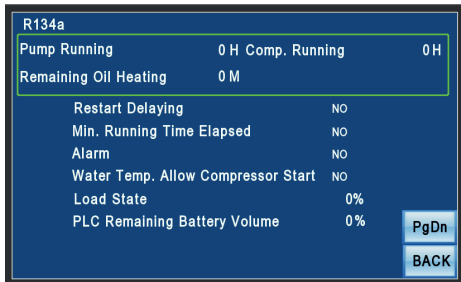 R134a
Pump Running 0 H Comp. Running 0 H
Remaining Oil Heating 0 M
Restart Delaying NO
Min. Running Time Elapsed NO
Alarm NO
Water Temp. Allow Compressor Start NO
Load State 0%
PLC Remaining Battery Volume 0%
PgDn
BACK